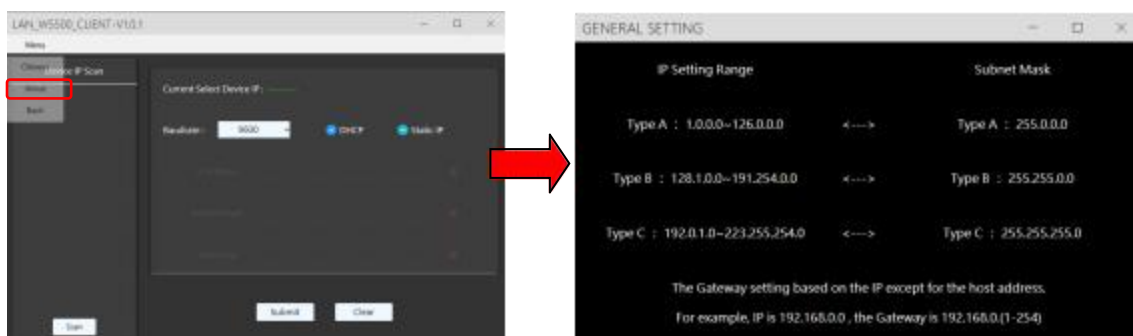 LAN_W5500_CLIENT-V1.0.1
Menu
Device IP Scan
About
Back
Current Select Device IP :
Baudrate : 9600 DHCP Static IP
Submit Clear
Scan
GENERAL SETTING
IP Setting Range Subnet Mask
Type A : 1.0.0.0~126.0.0.0 <---> Type A : 255.0.0.0
Type B : 128.1.0.0~191.254.0.0 <---> Type B : 255.255.0.0
Type C : 192.0.1.0~223.255.254.0 <---> Type C : 255.255.255.0
The Gateway setting based on the IP except for the host address.
For example, IP is 192.168.0.0 , the Gateway is 192.168.0.(1-254)